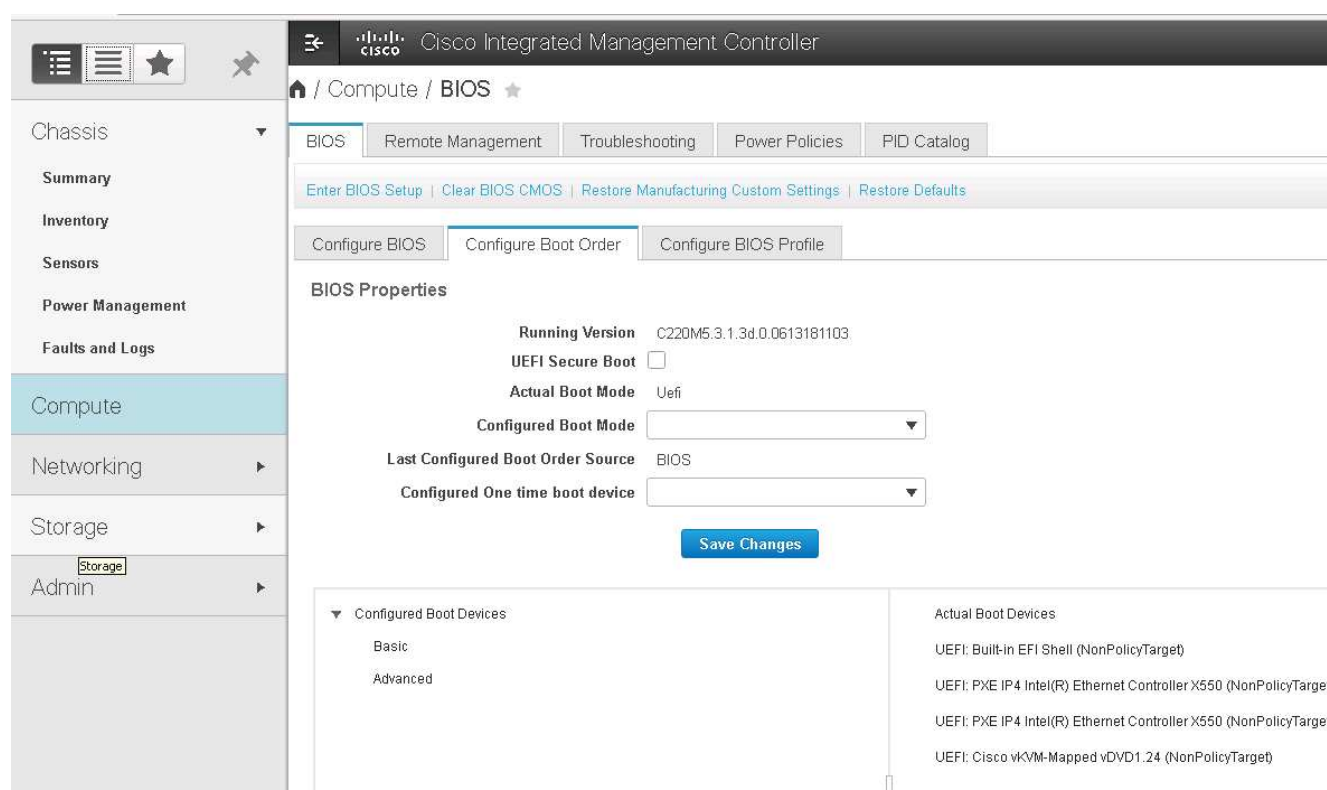 cisco Cisco Integrated Management Controller
/ Compute / BIOS
Chassis
Summary
Inventory
Sensors
Power Management
Faults and Logs
Compute
Networking
Storage
Storage
Admin
BIOS Remote Management Troubleshooting Power Policies PID Catalog
Enter BIOS Setup | Clear BIOS CMOS | Restore Manufacturing Custom Settings | Restore Defaults
Configure BIOS Configure Boot Order Configure BIOS Profile
BIOS Properties
Running Version C220M5.3.1.3d.0.0613181103
UEFI Secure Boot
Actual Boot Mode Uefi
Configured Boot Mode
Last Configured Boot Order Source BIOS
Configured One time boot device
Save Changes
Configured Boot Devices
Basic
Advanced
Actual Boot Devices
UEFI: Built-in EFI Shell (NonPolicyTarget)
UEFI: PXE IP4 Intel(R) Ethernet Controller X550 (NonPolicyTarge
UEFI: PXE IP4 Intel(R) Ethernet Controller X550 (NonPolicyTarge
UEFI: Cisco vKVM-Mapped vDVD1.24 (NonPolicyTarget)